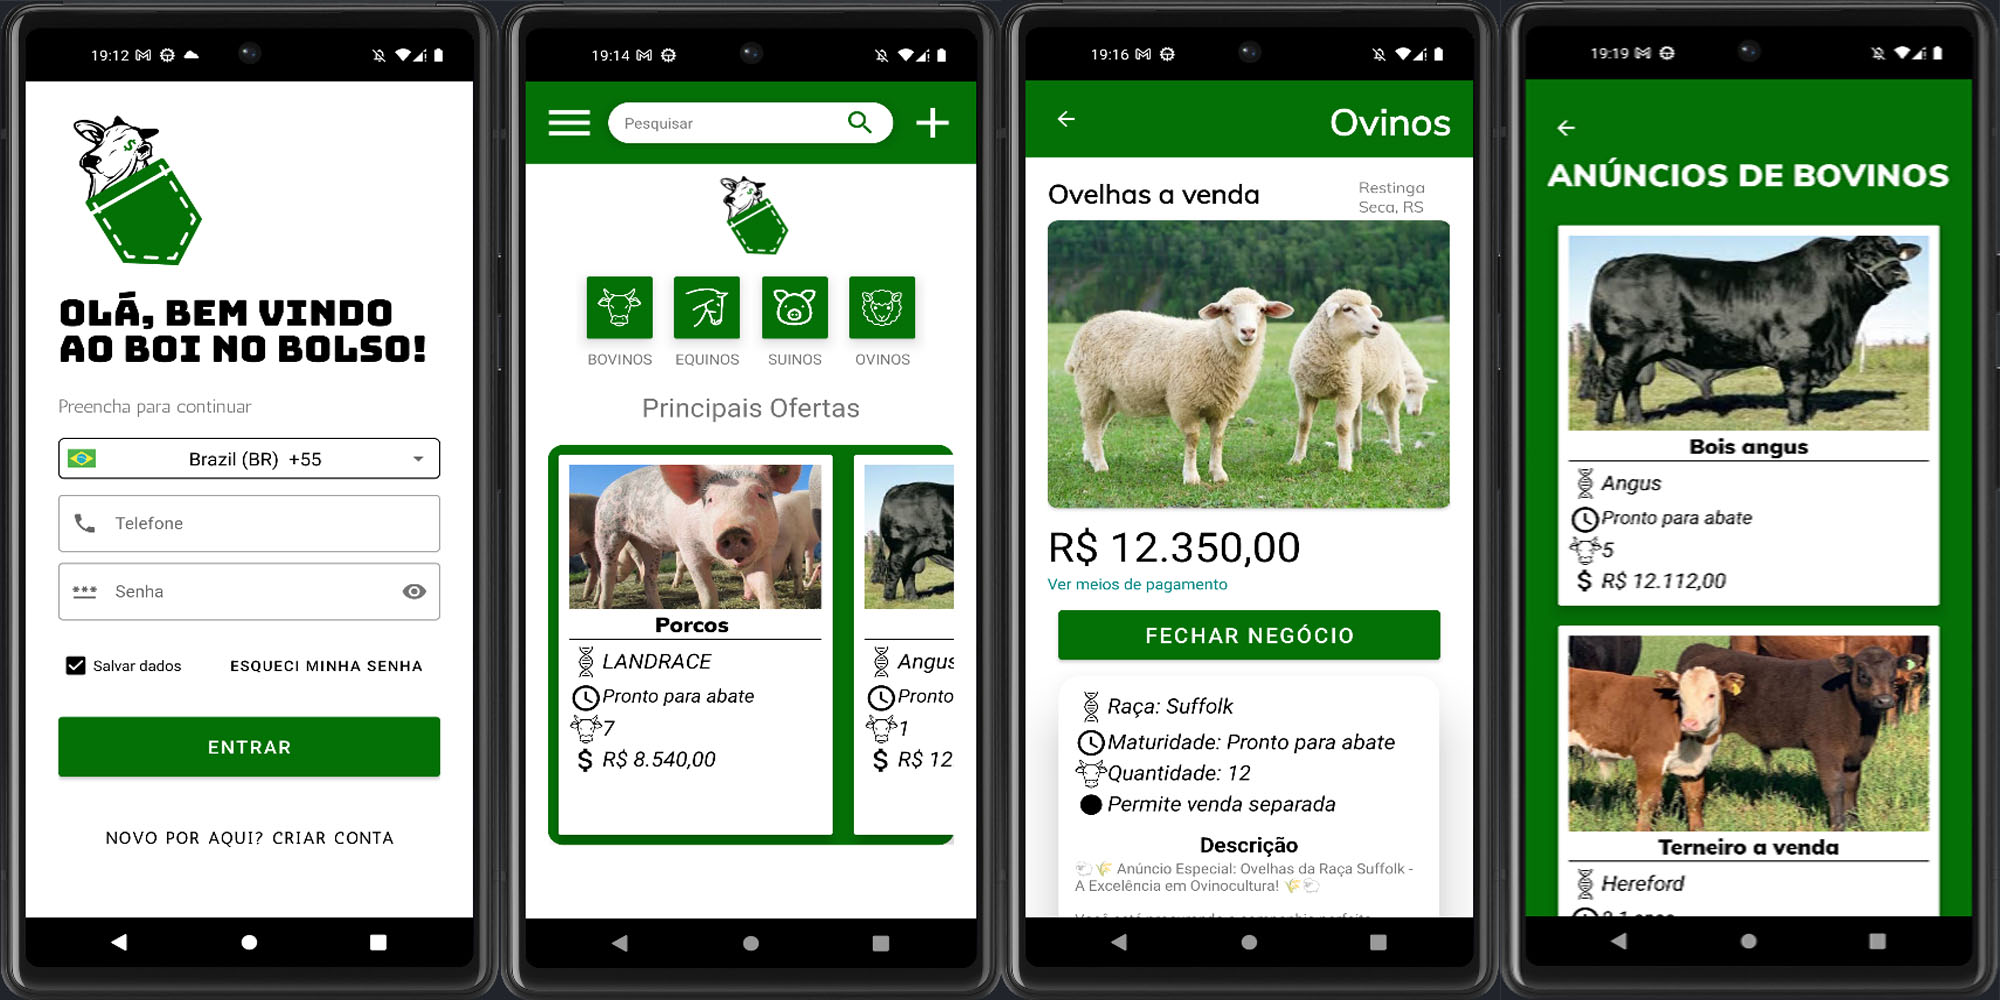 19:12
OLÁ, BEM VINDO
AO BOI NO BOLSO!
Preencha para continuar
Brazil (BR) +55
Telefone
Senha
Salvar dados
ESQUECI MINHA SENHA
ENTRAR
NOVO POR AQUI? CRIAR CONTA
19:14
Pesquisar
BOVINOS
EQUINOS
SUINOS
OVINOS
Principais Ofertas
Porcos
LANDRACE
Pronto para abate
7
R$ 8.540,00
Angus
Pronto
1
R$ 12
19:16
Ovinos
Ovelhas a venda
Restinga
Seca, RS
R$ 12.350,00
Ver meios de pagamento
FECHAR NEGÓCIO
Raça: Suffolk
Maturidade: Pronto para abate
Quantidade: 12
Permite venda separada
Descrição
🐑🌾 Anúncio Especial: Ovelhas da Raça Suffolk -
A Excelência em Ovinocultura! 🌾🐑
19:19
ANÚNCIOS DE BOVINOS
Bois angus
Angus
Pronto para abate
5
R$ 12.112,00
Terneiro a venda
Hereford